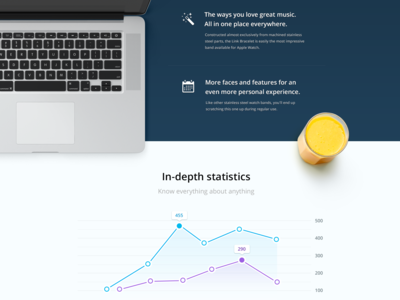 The ways you love great music.
All in one place everywhere.
Constructed almost exclusively from machined stainless
steel parts, the Link Bracelet is easily the most impressive
band available for Apple Watch.
More faces and features for an
even more personal experience.
Like other stainless steel watch bands, you'll end up
scratching this one up during regular use.
In-depth statistics
Know everything about anything
455
500
400
290
300
200
100